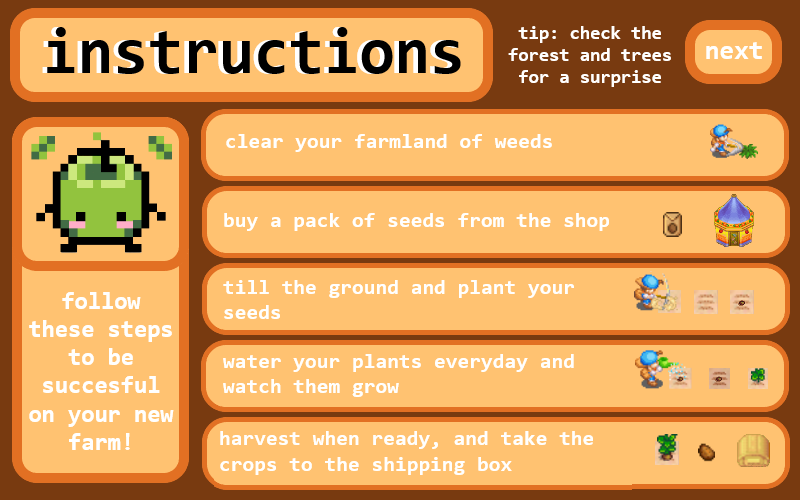 instructions
tip: check the
forest and trees
for a surprise
next
clear your farmland of weeds
buy a pack of seeds from the shop
till the ground and plant your
seeds
water your plants everyday and
watch them grow
harvest when ready, and take the
crops to the shipping box
follow
these steps
to be
succesful
on your new
farm!